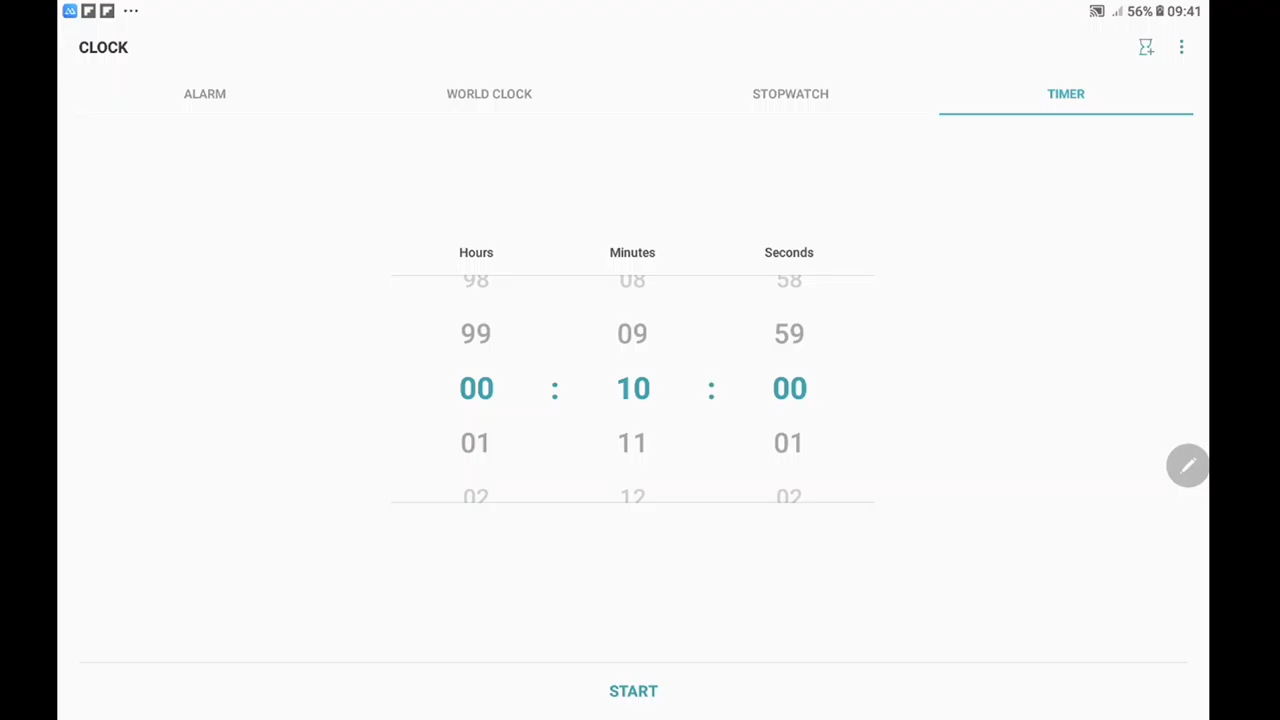 56% 09:41
CLOCK
ALARM WORLD CLOCK STOPWATCH TIMER
Hours Minutes Seconds
98 08 58
99 09 59
00 : 10 : 00
01 11 01
02 12 02
START